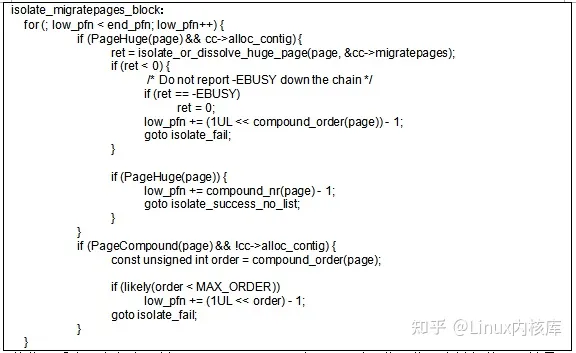 isolate_migratepages_block:
for (; low_pfn < end_pfn; low_pfn++) {
if (PageHuge(page) && cc->alloc_contig) {
ret = isolate_or_dissolve_huge_page(page, &cc->migratepages);
if (ret < 0) {
/* Do not report -EBUSY down the chain */
if (ret == -EBUSY)
ret = 0;
low_pfn += (1UL << compound_order(page)) - 1;
goto isolate_fail;
}
if (PageHuge(page)) {
low_pfn += compound_nr(page) - 1;
goto isolate_success_no_list;
}
}
if (PageCompound(page) && !cc->alloc_contig) {
const unsigned int order = compound_order(page);
if (likely(order < MAX_ORDER))
low_pfn += (1UL << order) - 1;
goto isolate_fail;
}
}
知乎 @Linux内核库